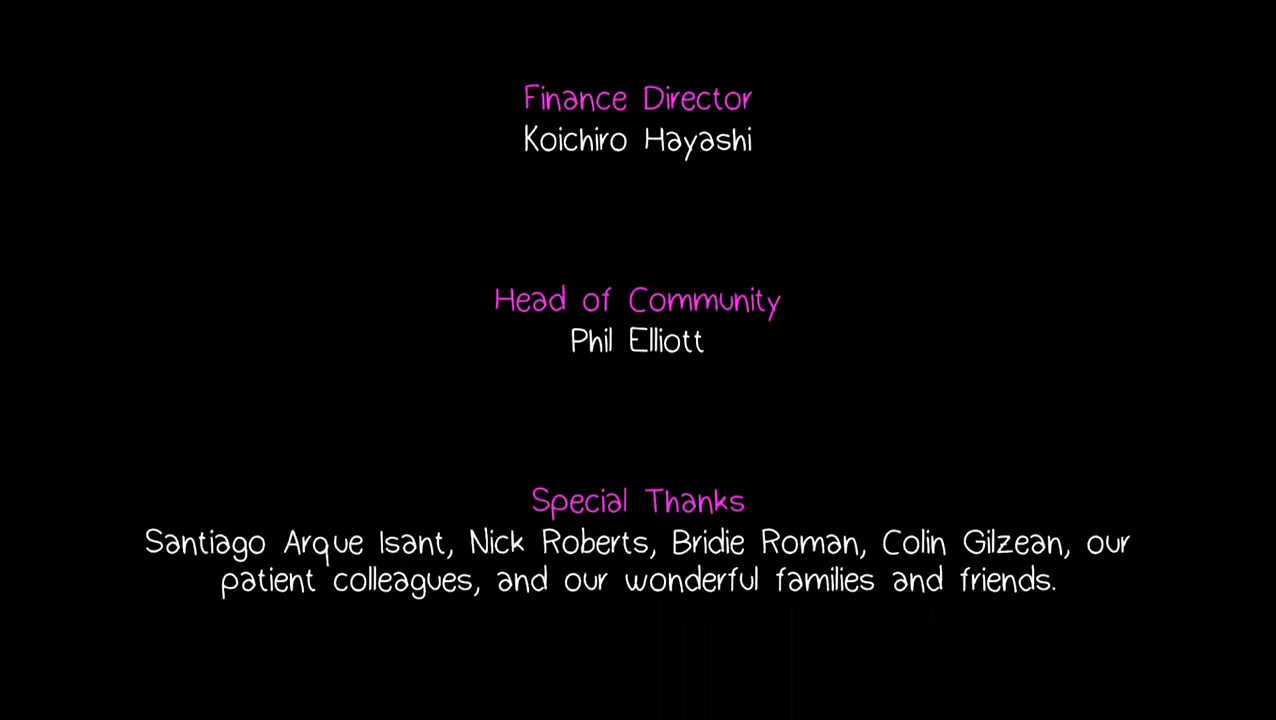 Finance Director
Koichiro Hayashi
Head of Community
Phil Elliott
Special Thanks
Santiago Arque Isant, Nick Roberts, Bridie Roman, Colin Gilzean, our
patient colleagues, and our wonderful families and friends.